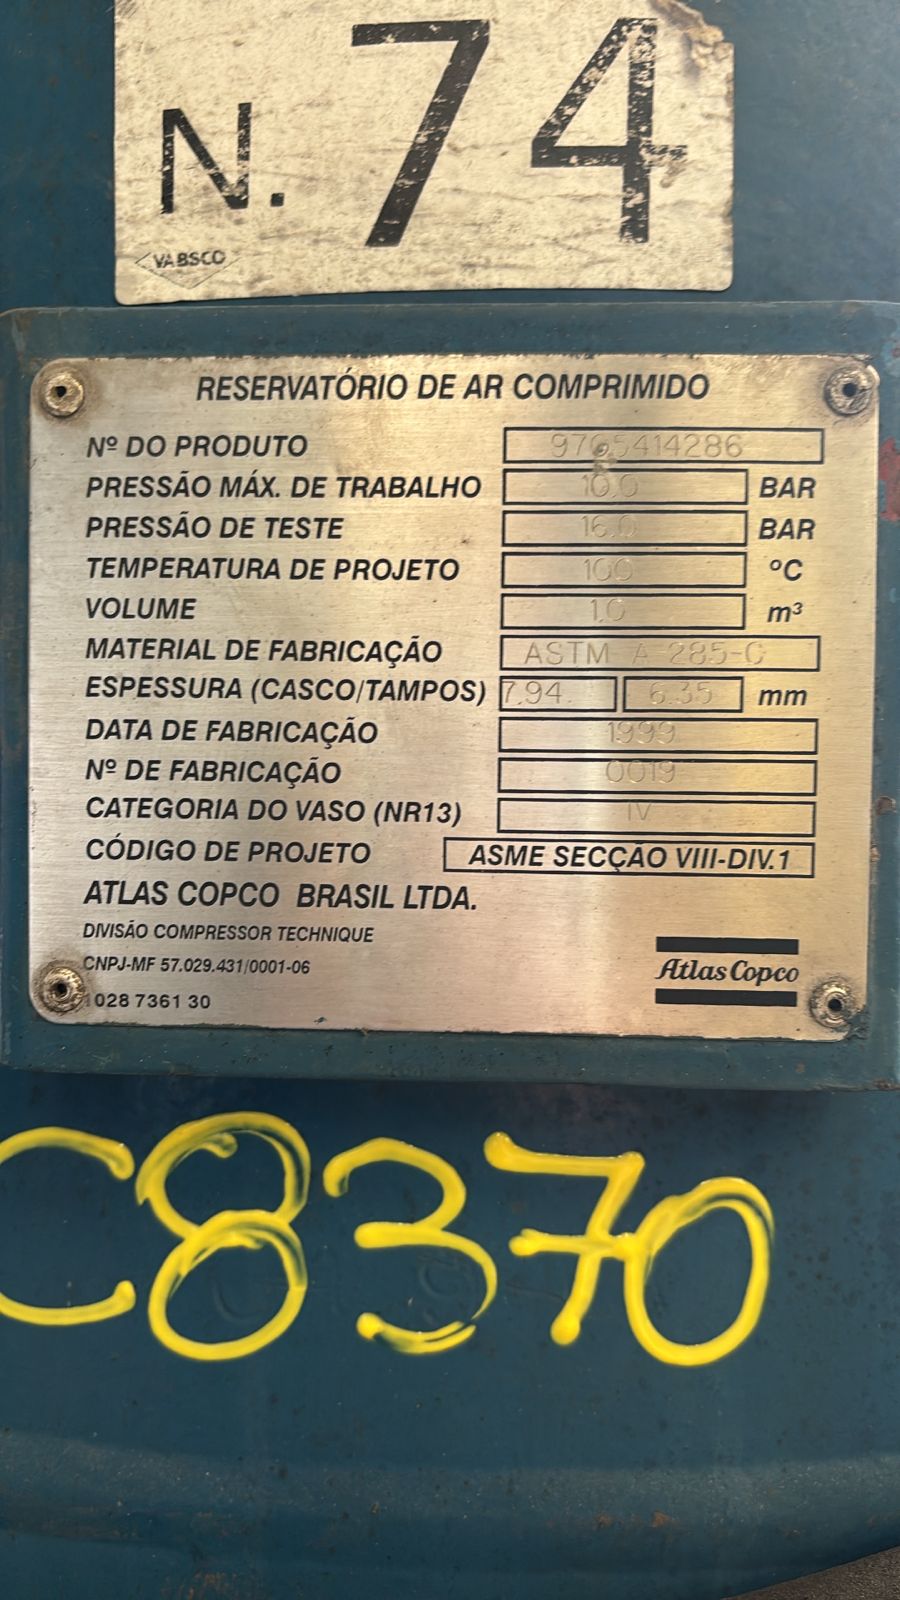 N. 74
VABSCO
RESERVATÓRIO DE AR COMPRIMIDO
Nº DO PRODUTO 9705414286
PRESSÃO MÁX. DE TRABALHO 10.0 BAR
PRESSÃO DE TESTE 16.0 BAR
TEMPERATURA DE PROJETO 100 ºC
VOLUME 1.0 m³
MATERIAL DE FABRICAÇÃO ASTM A 285-C
ESPESSURA (CASCO/TAMPOS) 7.94. 6.35 mm
DATA DE FABRICAÇÃO 1999
Nº DE FABRICAÇÃO 0019
CATEGORIA DO VASO (NR13) IV
CÓDIGO DE PROJETO ASME SECÇÃO VIII-DIV.1
ATLAS COPCO BRASIL LTDA.
DIVISÃO COMPRESSOR TECHNIQUE
CNPJ-MF 57.029.431/0001-06
Atlas Copco
1028 7361 30
C8370